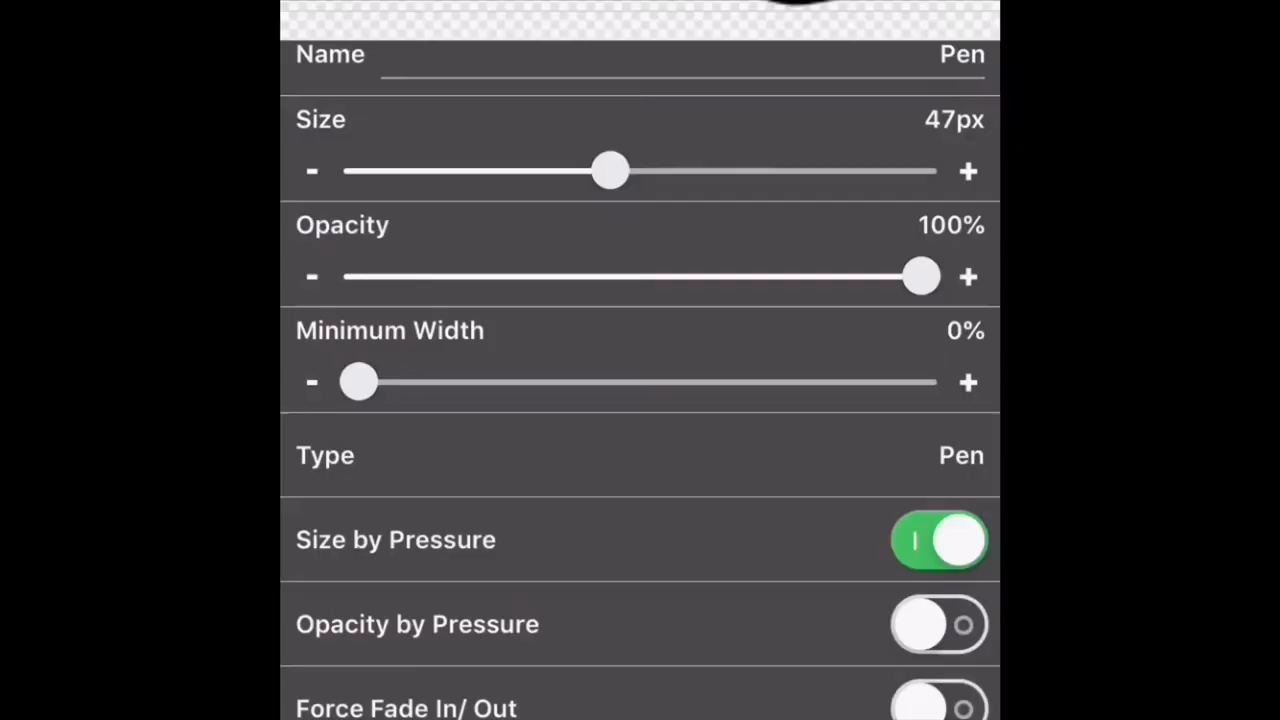 Name Pen
Size 47px
- +
Opacity 100%
- +
Minimum Width 0%
- +
Type Pen
Size by Pressure
Opacity by Pressure
Force Fade In/ Out